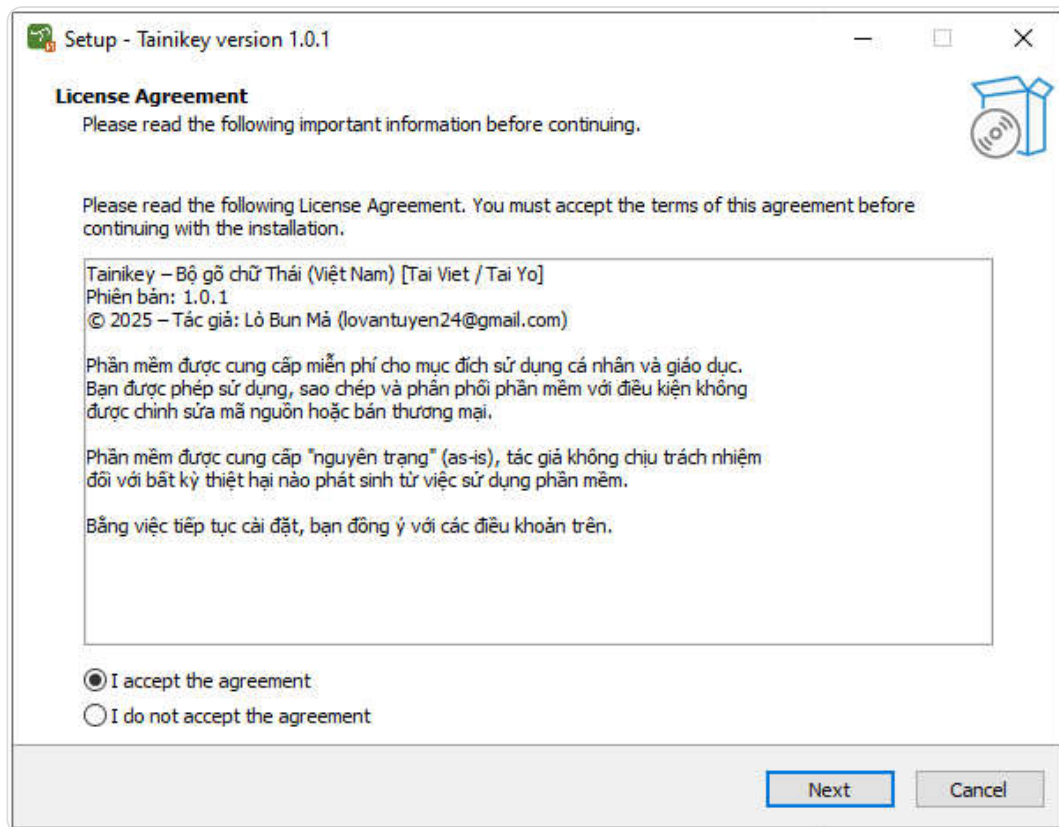 Setup - Tainikey version 1.0.1
License Agreement
Please read the following important information before continuing.
Please read the following License Agreement. You must accept the terms of this agreement before
continuing with the installation.
Tainikey – Bộ gõ chữ Thái (Việt Nam) [Tai Viet / Tai Yo]
Phiên bản: 1.0.1
© 2025 – Tác giả: Lò Bun Mả (lovantuyen24@gmail.com)
Phần mềm được cung cấp miễn phí cho mục đích sử dụng cá nhân và giáo dục.
Bạn được phép sử dụng, sao chép và phân phối phần mềm với điều kiện không
được chỉnh sửa mã nguồn hoặc bán thương mại.
Phần mềm được cung cấp "nguyên trạng" (as-is), tác giả không chịu trách nhiệm
đối với bất kỳ thiệt hại nào phát sinh từ việc sử dụng phần mềm.
Bằng việc tiếp tục cài đặt, bạn đồng ý với các điều khoản trên.
I accept the agreement
I do not accept the agreement
Next
Cancel